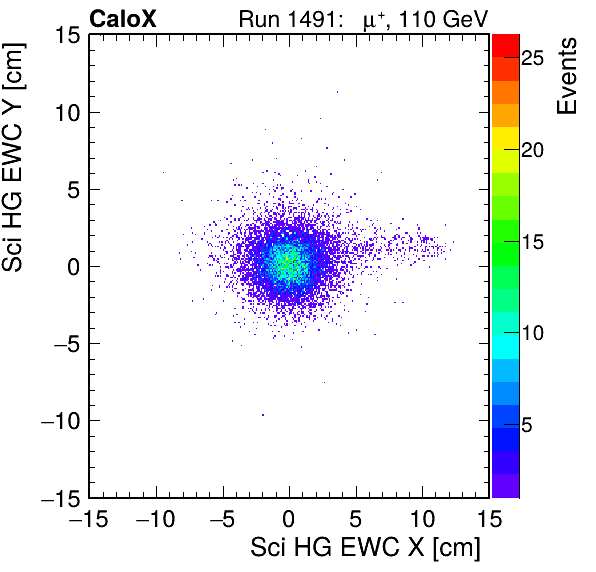 CaloX Run 1491: μ+, 110 GeV
Sci HG EWC Y [cm]
Events
15
10
5
0
−5
−10
−15
25
20
15
10
5
−15 −10 −5 0 5 10 15
Sci HG EWC X [cm]